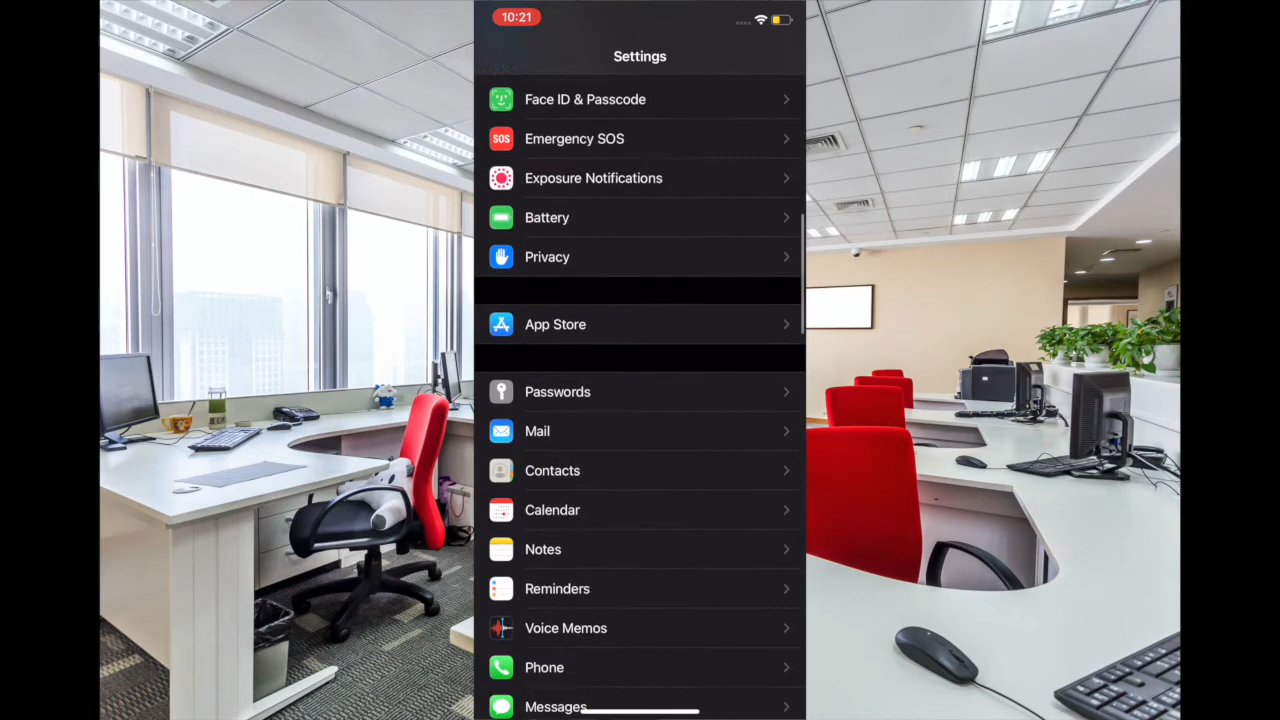 10:21
Settings
Face ID & Passcode
SOS
Emergency SOS
Exposure Notifications
Battery
Privacy
App Store
Passwords
Mail
Contacts
Calendar
Notes
Reminders
Voice Memos
Phone
Messages